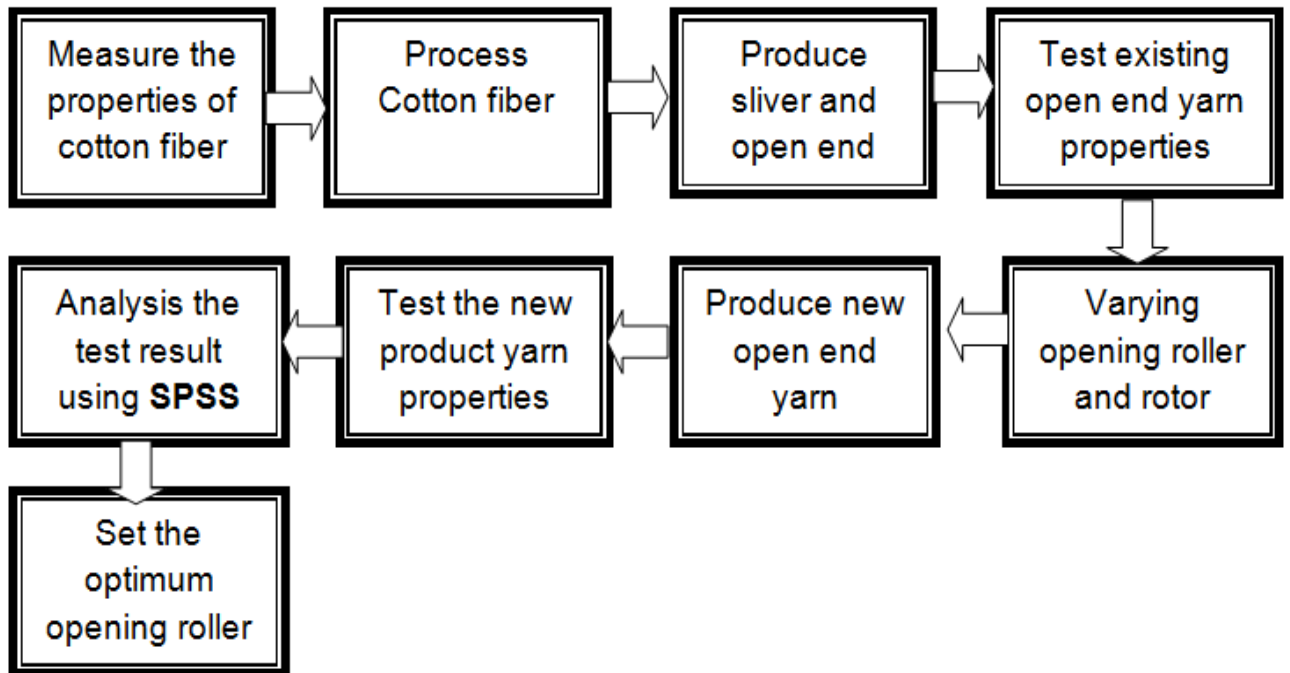 Measure the
properties of
cotton fiber
Process
Cotton fiber
Produce
sliver and
open end
Test existing
open end yarn
properties
Varying
opening roller
and rotor
Produce new
open end
yarn
Test the new
product yarn
properties
Analysis the
test result
using SPSS
Set the
optimum
opening roller